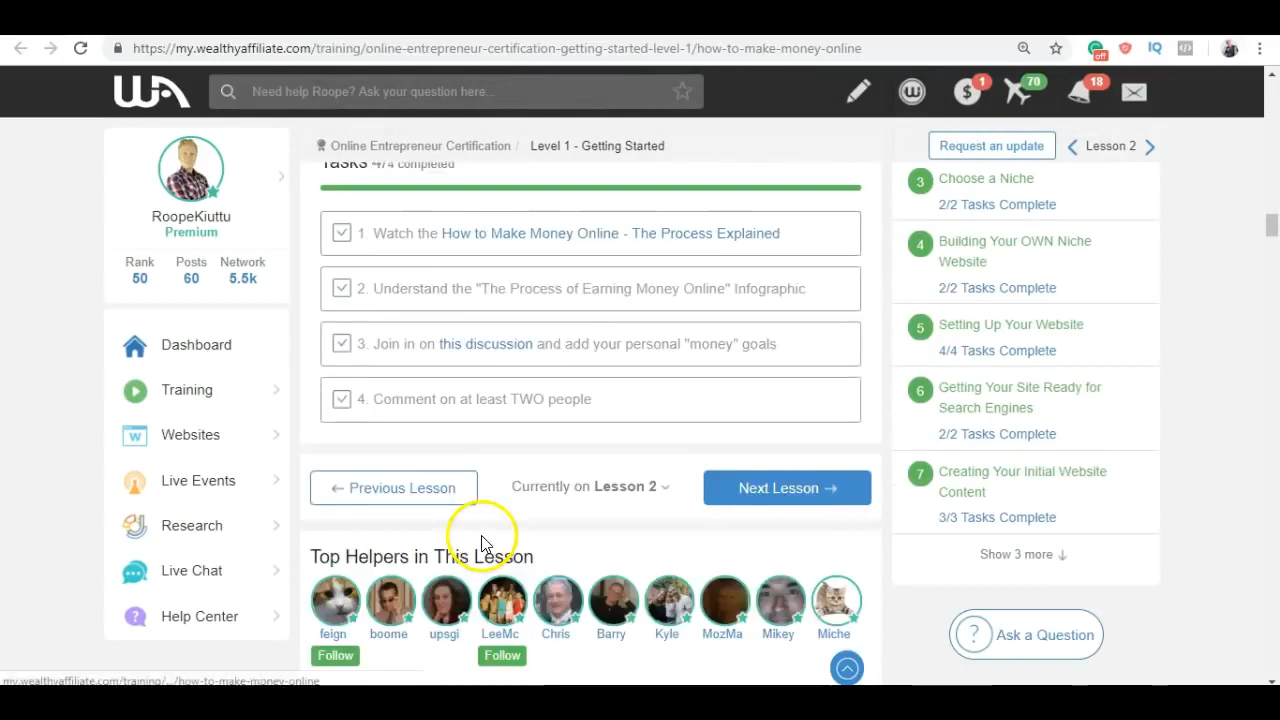 https://my.wealthyaffiliate.com/training/online-entrepreneur-certification-getting-started-level-1/how-to-make-money-online
off
IQ
WA
Need help Roope? Ask your question here...
W
$
1
70
18
RoopeKiuttu
Premium
Rank Posts Network
50 60 5.5k
Dashboard
Training
Websites
W
Live Events
Research
Live Chat
Help Center
Online Entrepreneur Certification / Level 1 - Getting Started
Tasks 4/4 completed
1. Watch the How to Make Money Online - The Process Explained
2. Understand the "The Process of Earning Money Online" Infographic
3. Join in on this discussion and add your personal "money" goals
4. Comment on at least TWO people
← Previous Lesson
Currently on Lesson 2
Next Lesson →
Top Helpers in This Lesson
feign boome upsgi LeeMc Chris Barry Kyle MozMa Mikey Miche
Follow Follow
Request an update
Lesson 2
3 Choose a Niche
2/2 Tasks Complete
4 Building Your OWN Niche
Website
2/2 Tasks Complete
5 Setting Up Your Website
4/4 Tasks Complete
6 Getting Your Site Ready for
Search Engines
2/2 Tasks Complete
7 Creating Your Initial Website
Content
3/3 Tasks Complete
Show 3 more ↓
? Ask a Question
my.wealthyaffiliate.com/training/.../how-to-make-money-online